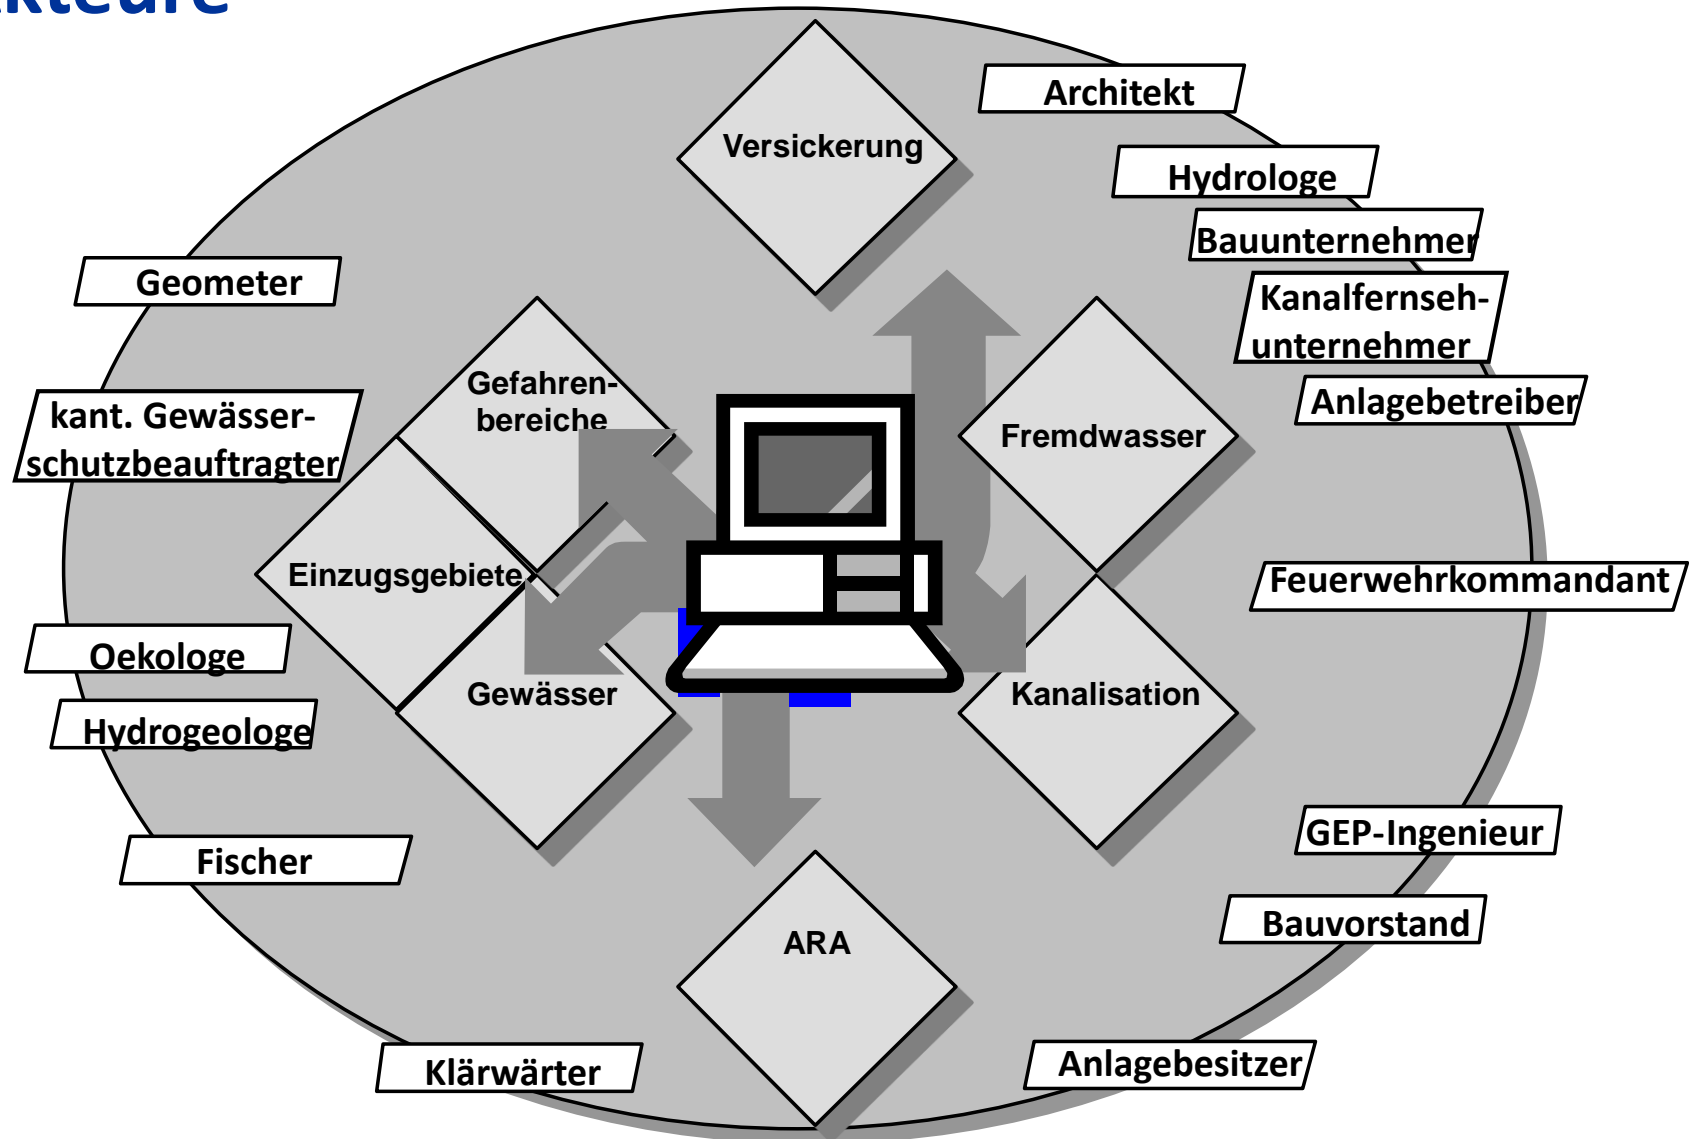 kteure
Versickerung
Architekt
Hydrologe
Bauunternehmer
Geometer
Kanalfernseh-
unternehmer
Gefahren-
bereiche
Anlagebetreiber
kant. Gewässer-
schutzbeauftragter
Fremdwasser
Einzugsgebiete
Feuerwehrkommandant
Oekologe
Gewässer
Kanalisation
Hydrogeologe
GEP-Ingenieur
Fischer
Bauvorstand
ARA
Klärwärter
Anlagebesitzer